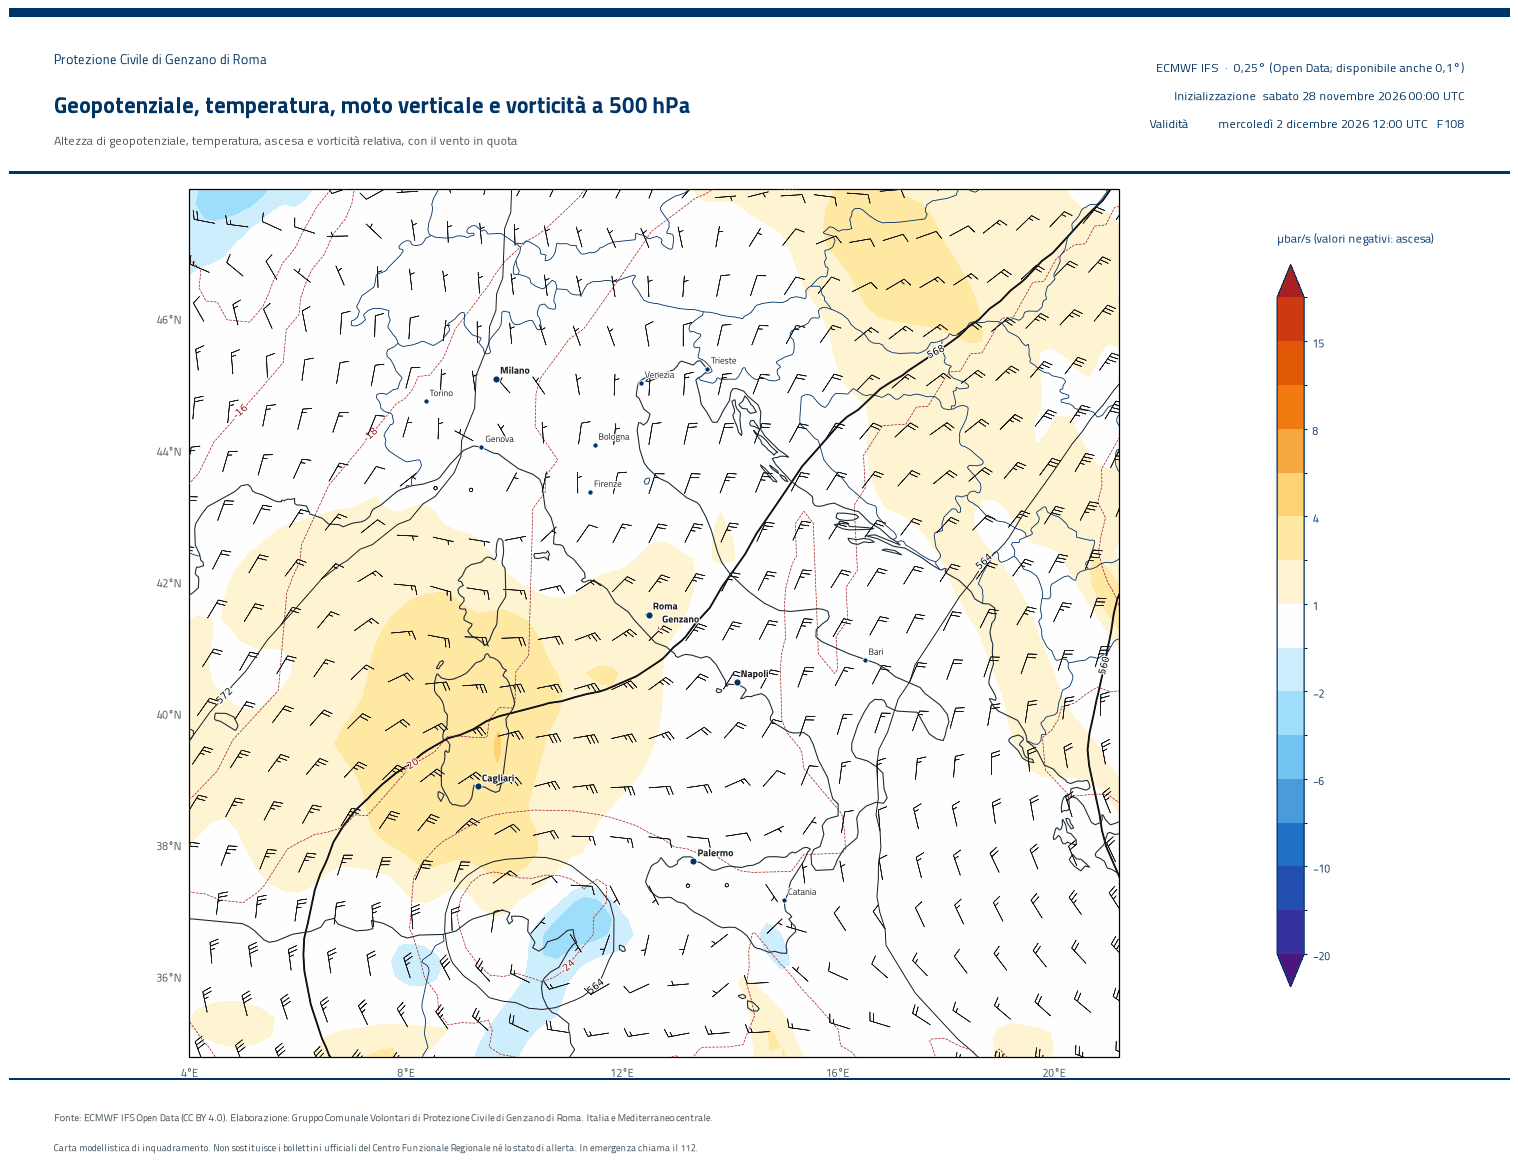 Protezione Civile di Genzano di Roma
Geopotenziale, temperatura, moto verticale e vorticità a 500 hPa
Altezza di geopotenziale, temperatura, ascesa e vorticità relativa, con il vento in quota
ECMWF IFS · 0,25° (Open Data; disponibile anche 0,1°)
Inizializzazione sabato 28 novembre 2026 00:00 UTC
Validità mercoledì 2 dicembre 2026 12:00 UTC F108
µbar/s (valori negativi: ascesa)
15
8
4
1
−2
−6
−10
−20
46°N
44°N
42°N
40°N
38°N
36°N
4°E
8°E
12°E
16°E
20°E
Milano
Torino
Genova
Venezia
Trieste
Bologna
Firenze
Roma
Genzano
Napoli
Bari
Cagliari
Palermo
Catania
568
564
560
572
564
-16
-18
-20
-24
Fonte: ECMWF IFS Open Data (CC BY 4.0). Elaborazione: Gruppo Comunale Volontari di Protezione Civile di Genzano di Roma. Italia e Mediterraneo centrale.
Carta modellistica di inquadramento. Non sostituisce i bollettini ufficiali del Centro Funzionale Regionale né lo stato di allerta. In emergenza chiama il 112.